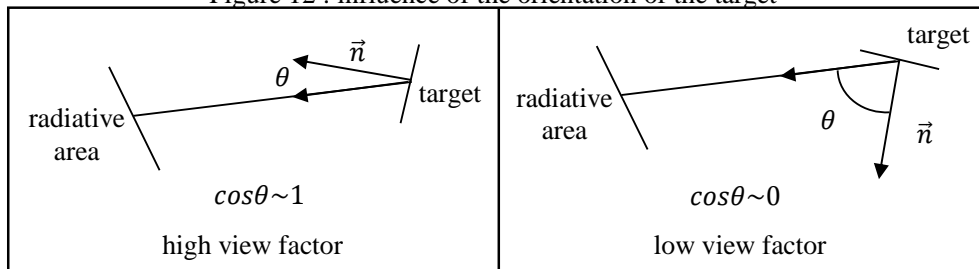 Figure 12 : Influence of the orientation of the target
𝑛⃗
𝜃
target
radiative
area
𝑐𝑜𝑠𝜃~1
high view factor
target
radiative
area
𝜃
𝑛⃗
𝑐𝑜𝑠𝜃~0
low view factor